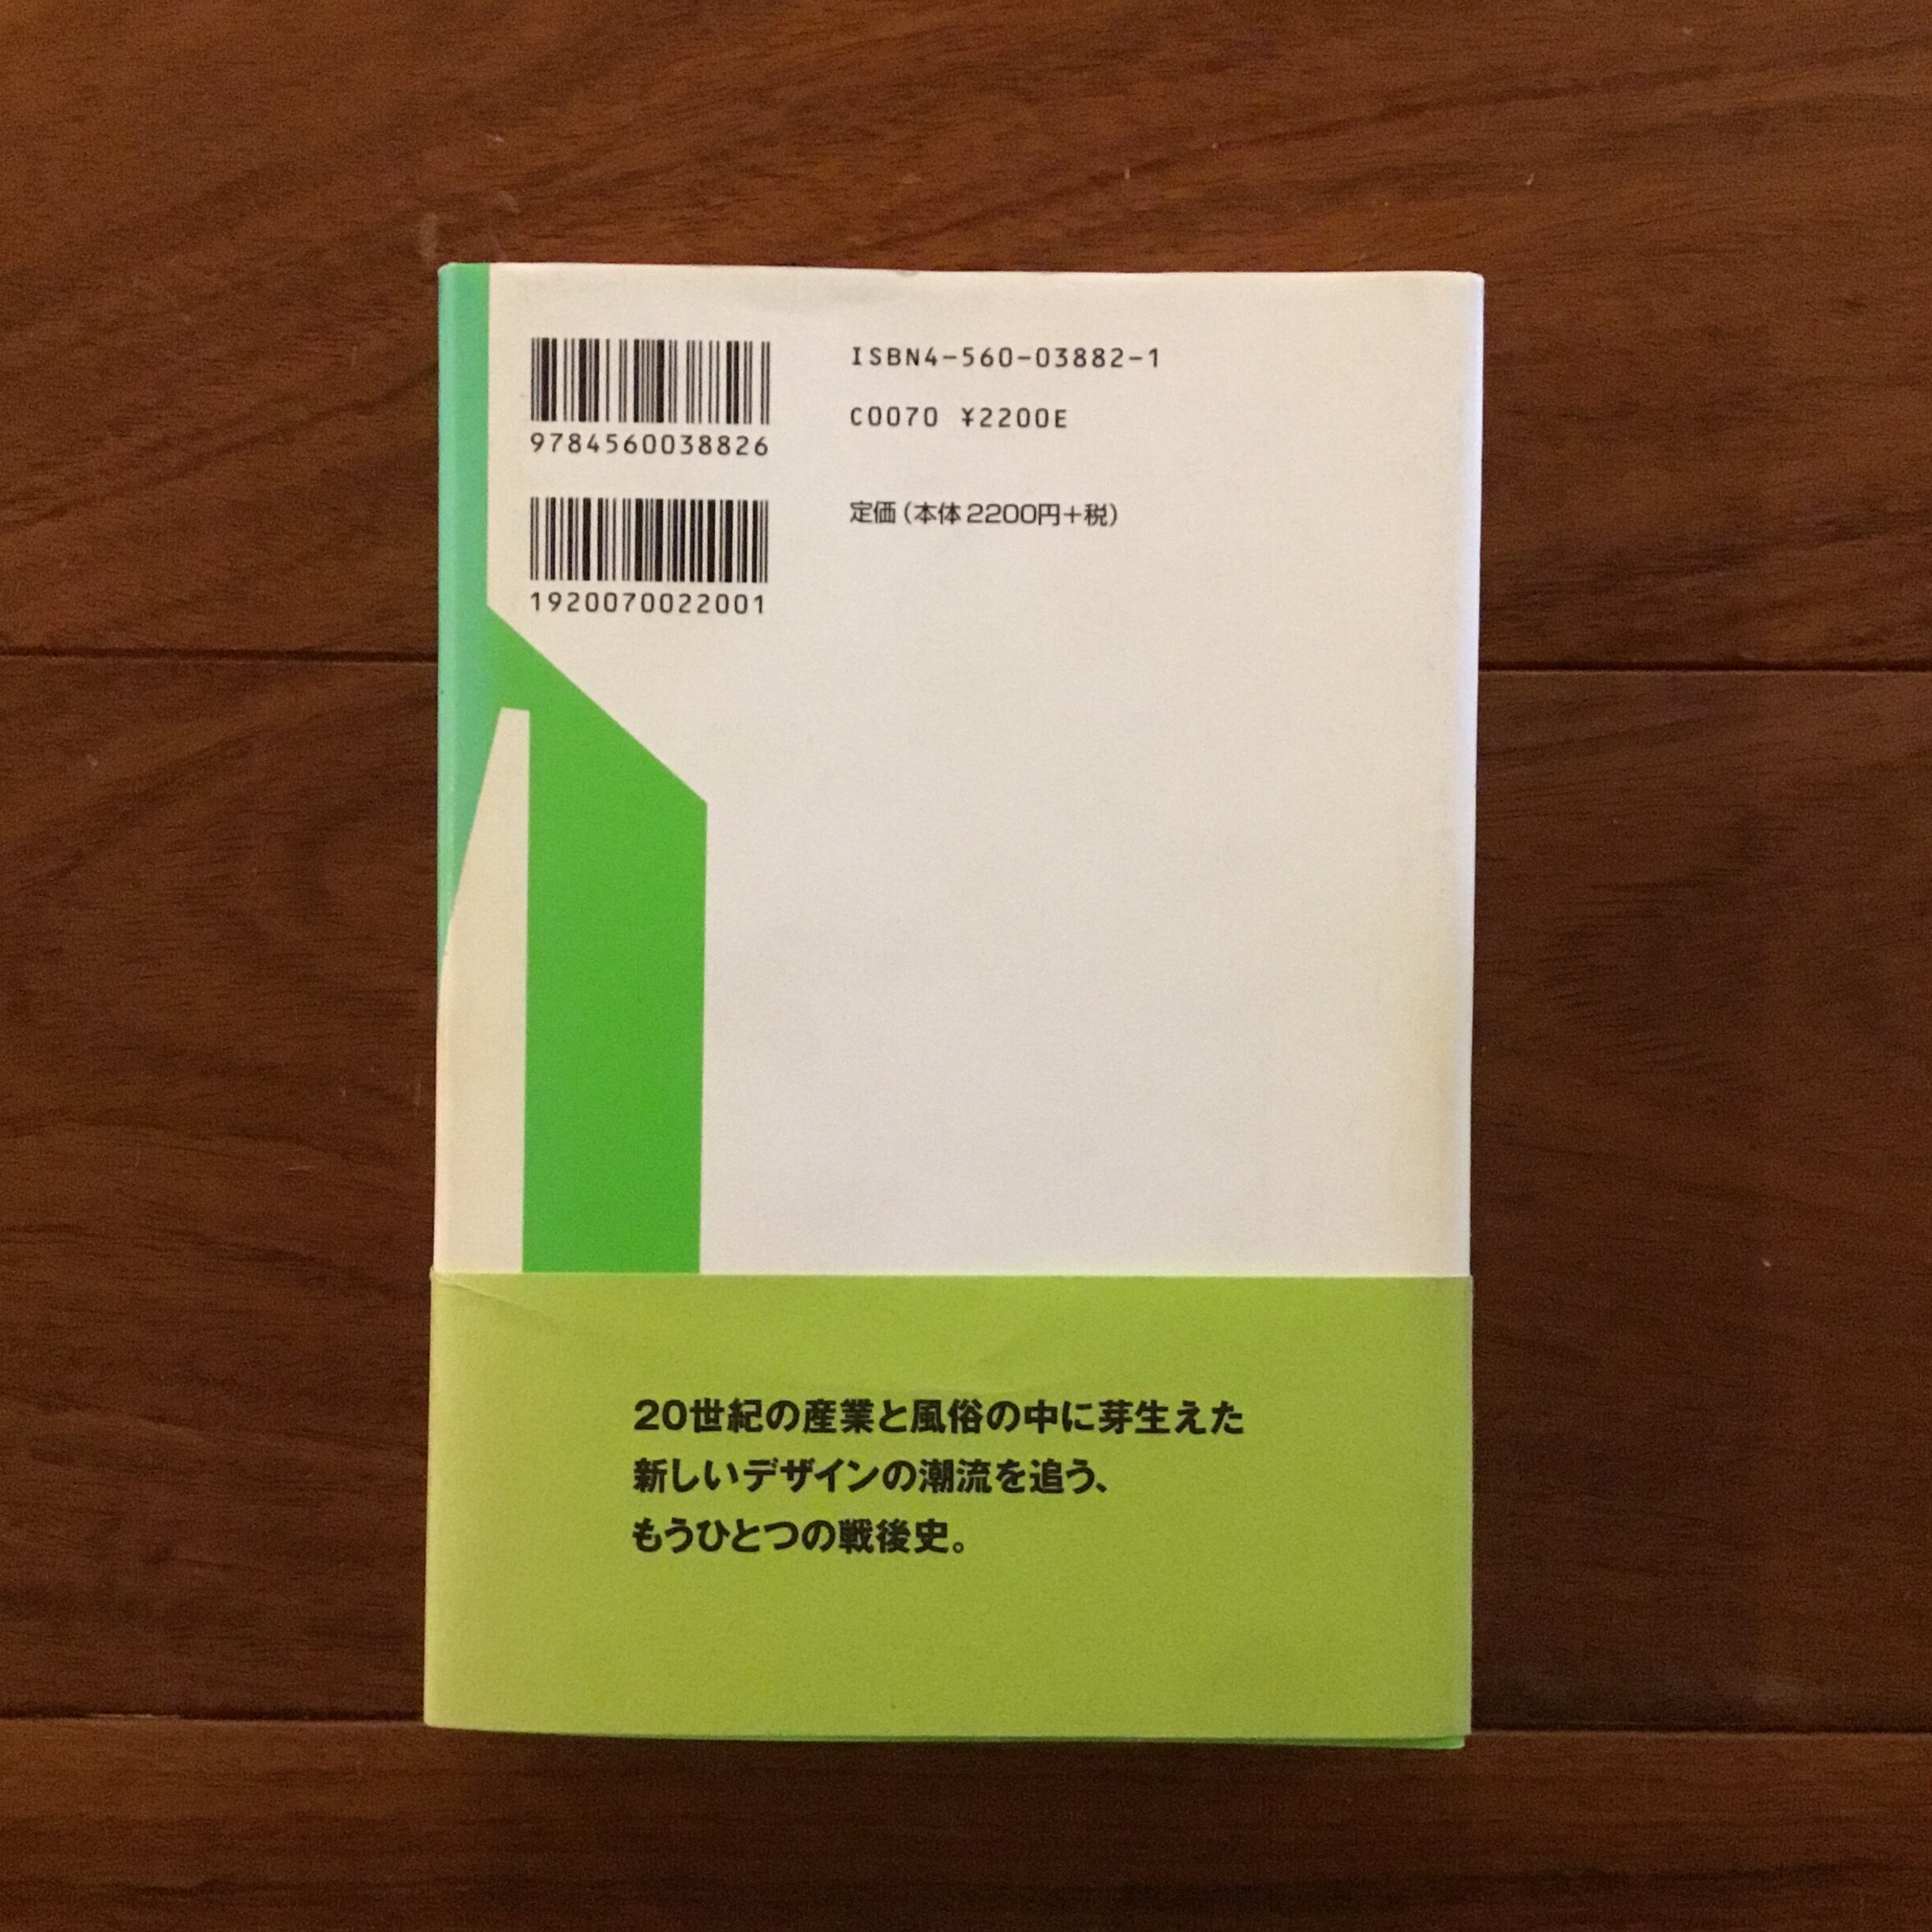 9784560038826
ISBN4-560-03882-1
C0070 ¥2200E
1920070022001
定価（本体2200円+税）
20世紀の産業と風俗の中に芽生えた
新しいデザインの潮流を追う、
もうひとつの戦後史。